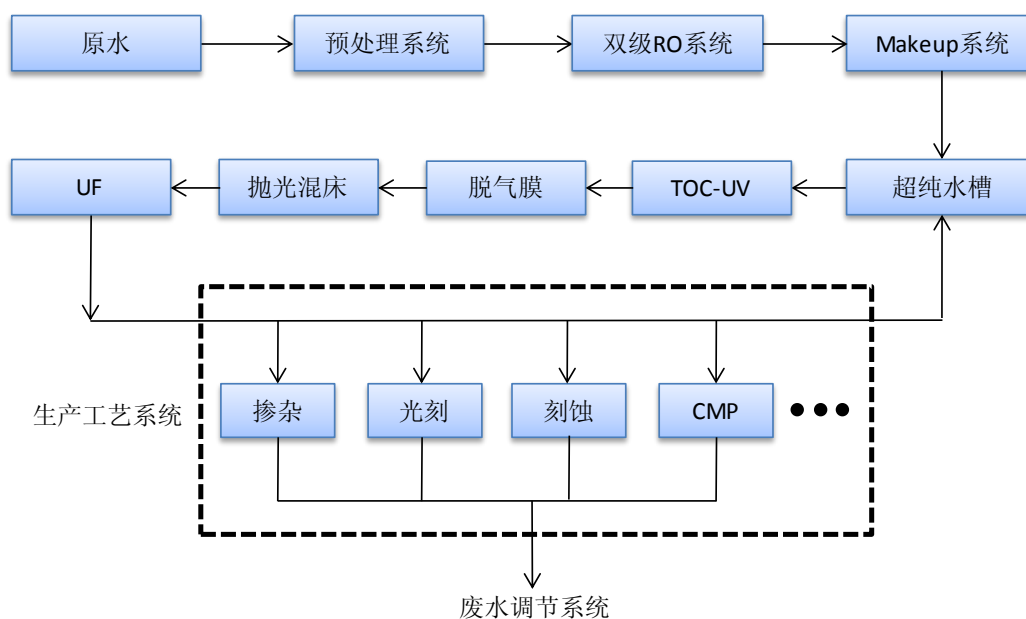 原水
预处理系统
双级RO系统
Makeup系统
UF
抛光混床
脱气膜
TOC-UV
超纯水槽
生产工艺系统
掺杂
光刻
刻蚀
CMP
废水调节系统